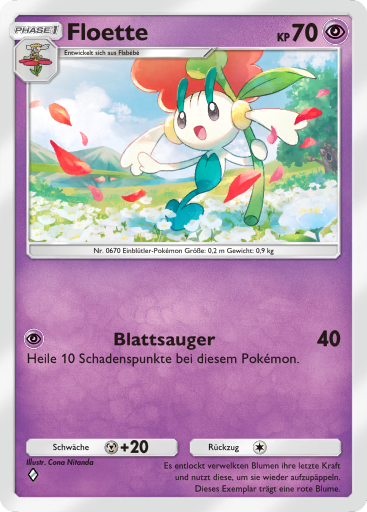 PHASE 1
Floette
KP 70
Entwickelt sich aus Flabébé
Nr. 0670 Einblütler-Pokémon Größe: 0,2 m Gewicht: 0,9 kg
Blattsauger 40
Heile 10 Schadenspunkte bei diesem Pokémon.
Schwäche +20 Rückzug
Illustr. Cona Nitanda
Es entlockt verwelkten Blumen ihre letzte Kraft
und nutzt diese, um sie wieder aufzupäppeln.
Dieses Exemplar trägt eine rote Blume.